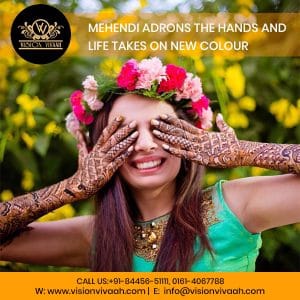 VISION VIVAAH
MEHENDI ADRONS THE HANDS AND
LIFE TAKES ON NEW COLOUR
CALL US:+91-84456-51111, 0161-4067788
W: www.visionvivaah.com | E: info@visionvivaah.com